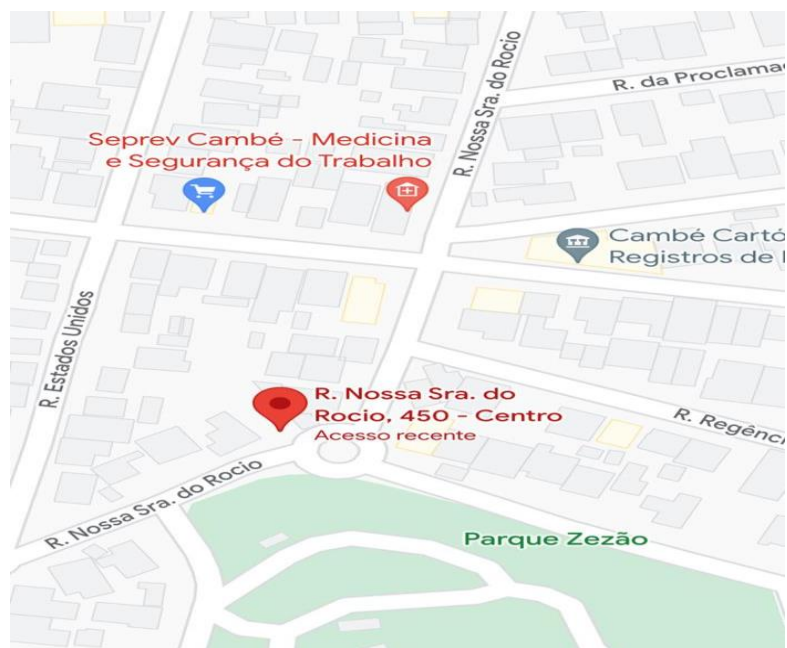 R. Nossa Sra. do Rocio
R. da Proclamaç
Seprev Cambé - Medicina
e Segurança do Trabalho
Cambé Cartó
Registros de
R. Estados Unidos
R. Nossa Sra. do
Rocio, 450 - Centro
Acesso recente
R. Regênci
R. Nossa Sra. do Rocio
Parque Zezão